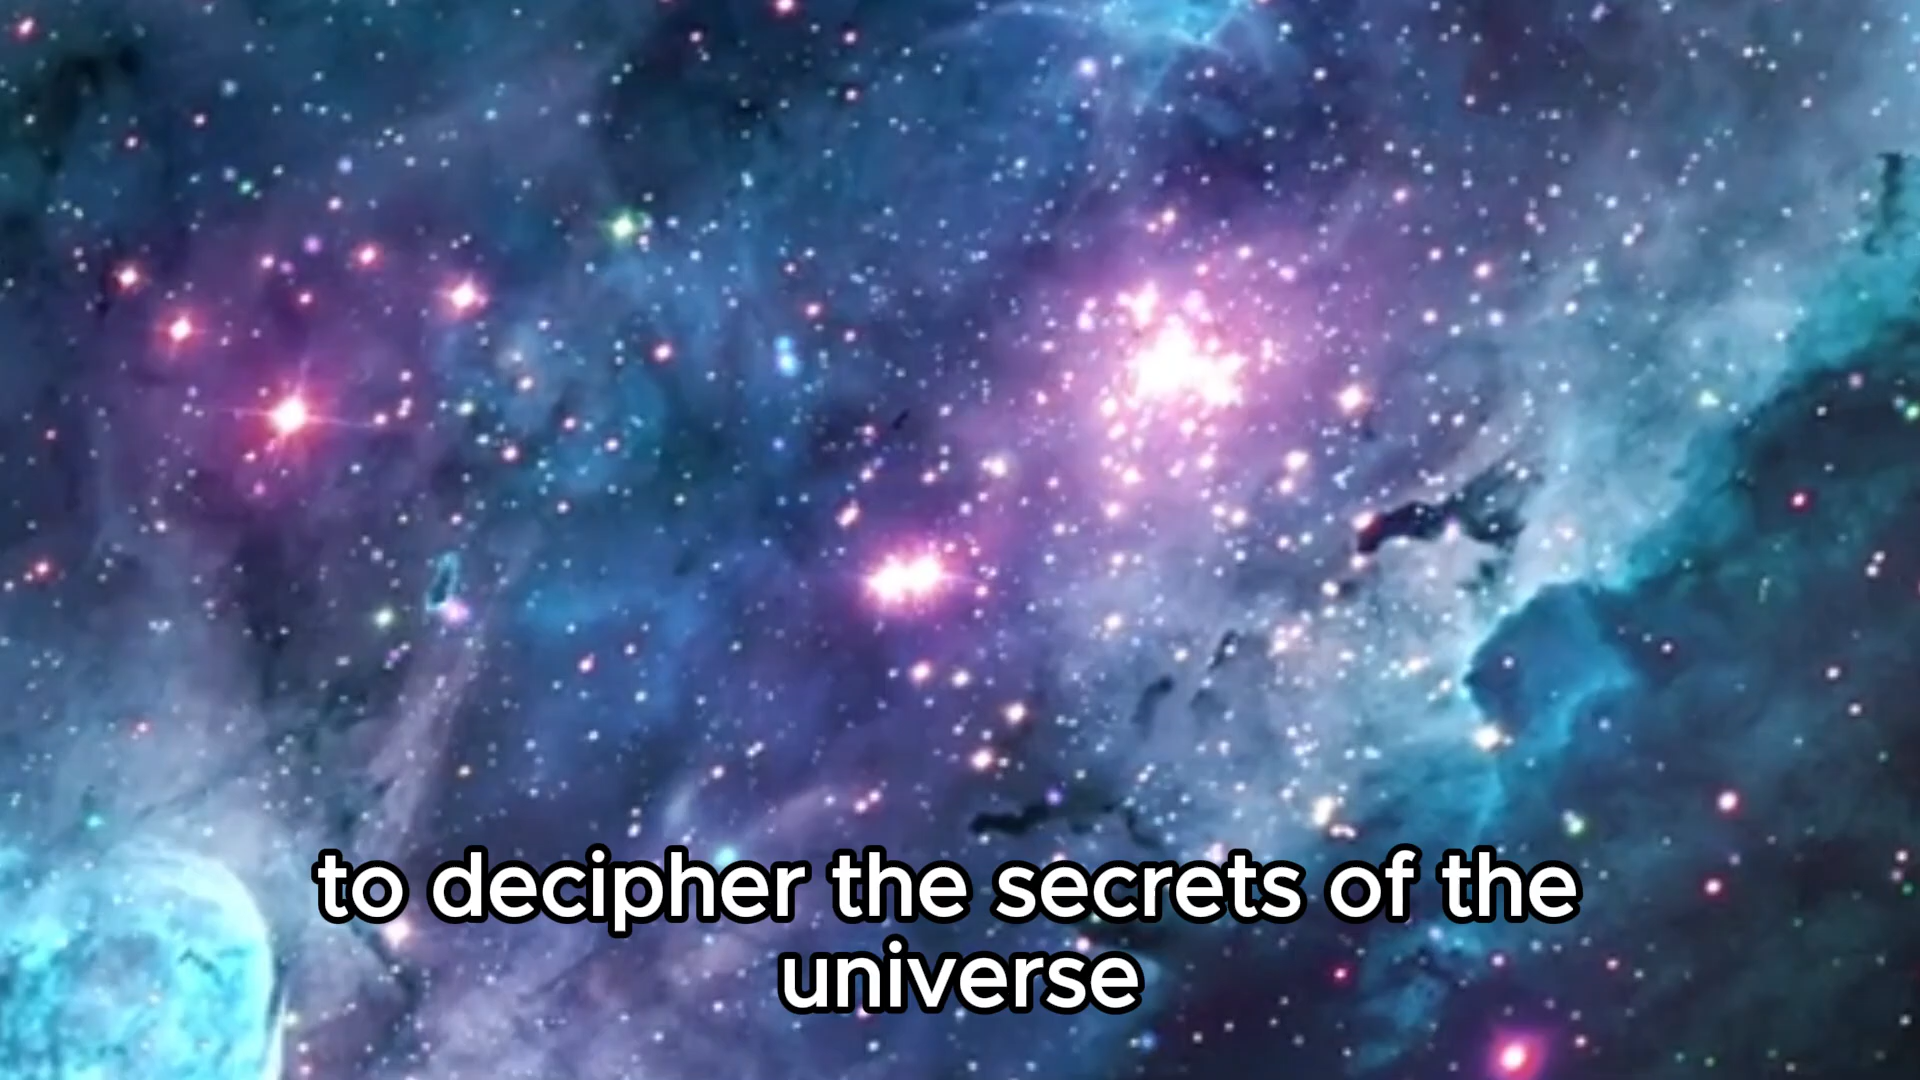 to decipher the secrets of the
universe